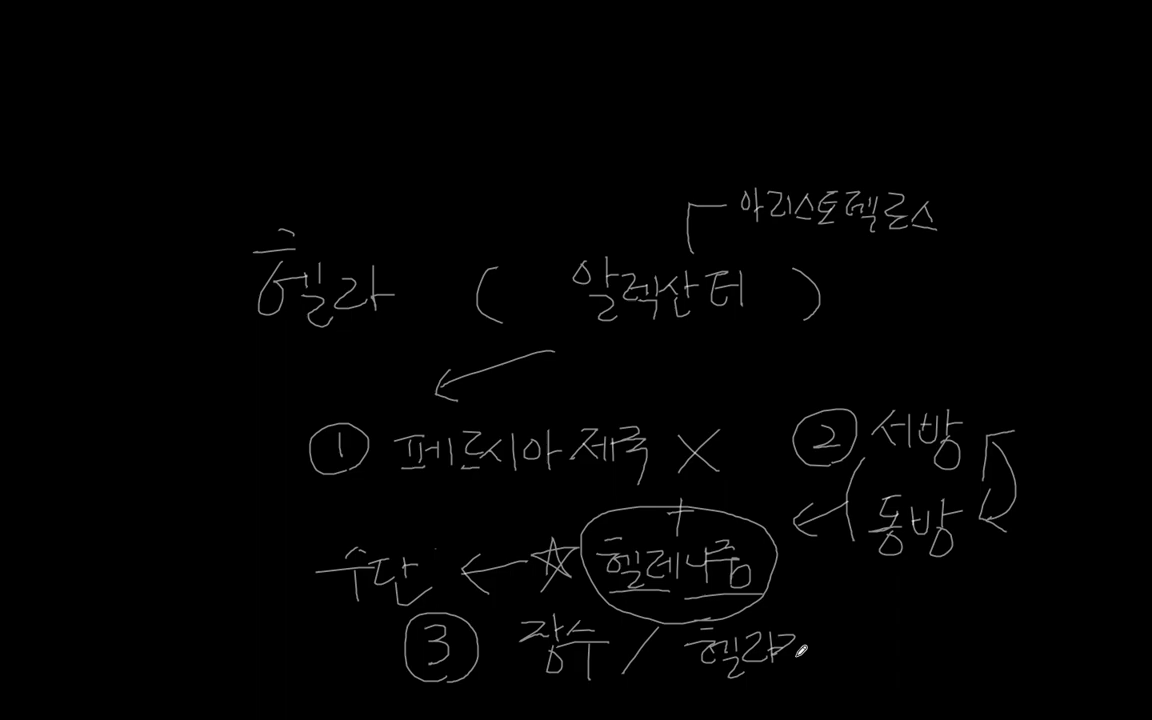 아리스토텔레스
헬라 ( 알렉산더 )
① 페르시아 제국 X ② 서방
동방
수단 ← ☆ 헬레니즘
③ 장수 / 헬라